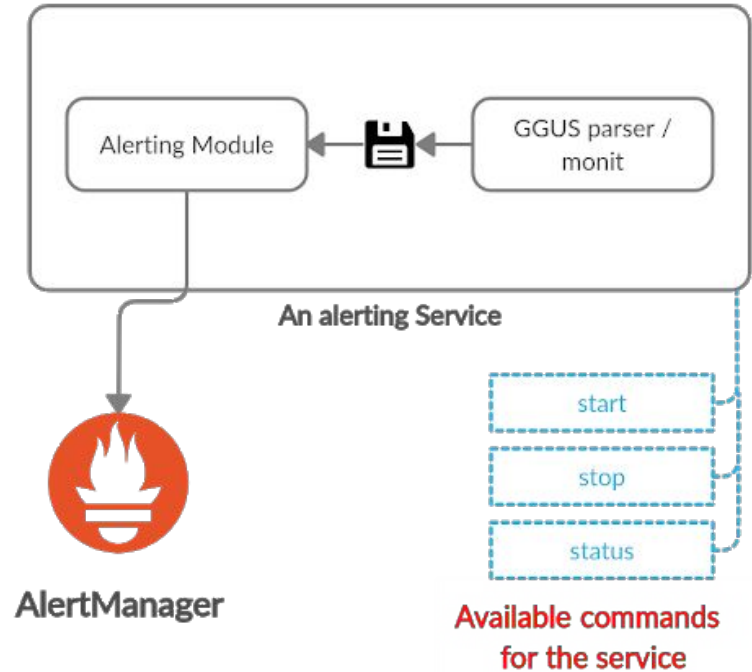 Alerting Module
GGUS parser /
monit
An alerting Service
start
stop
status
AlertManager
Available commands
for the service